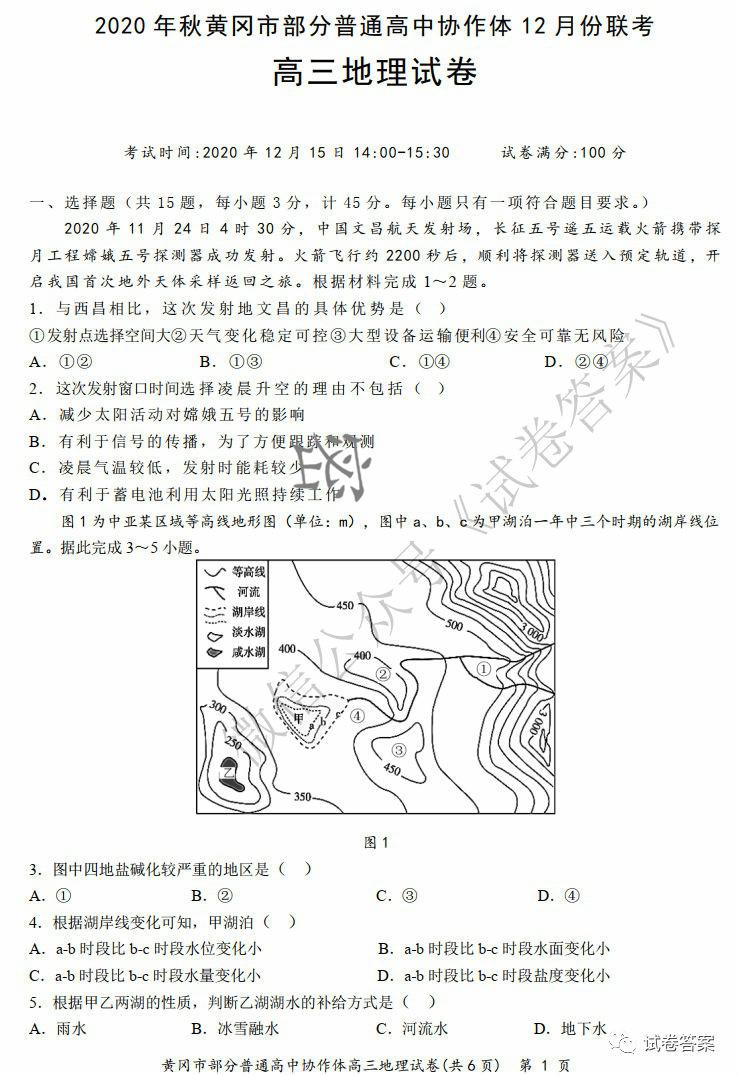 2020 年秋黄冈市部分普通高中协作体 12 月份联考
高三地理试卷
考试时间:2020 年 12 月 15 日 14:00-15:30 试卷满分:100 分
一、选择题（共 15 题，每小题 3 分，计 45 分。每小题只有一项符合题目要求。）
2020 年 11 月 24 日 4 时 30 分，中国文昌航天发射场，长征五号遥五运载火箭携带探
月工程嫦娥五号探测器成功发射。火箭飞行约 2200 秒后，顺利将探测器送入预定轨道，开
启我国首次地外天体采样返回之旅。根据材料完成 1～2 题。
1．与西昌相比，这次发射地文昌的具体优势是（ ）
①发射点选择空间大②天气变化稳定可控③大型设备运输便利④安全可靠无风险
A．①② B．①③ C．①④ D．②④
2．这次发射窗口时间选择凌晨升空的理由不包括（ ）
A．减少太阳活动对嫦娥五号的影响
B．有利于信号的传播，为了方便跟踪和观测
C．凌晨气温较低，发射时能耗较少
D．有利于蓄电池利用太阳光照持续工作
密
图 1 为中亚某区域等高线地形图（单位：m），图中 a、b、c 为甲湖泊一年中三个时期的湖岸线位
置。据此完成 3～5 小题。
微信公众号《试卷答案》
等高线
河流
湖岸线
淡水湖
咸水湖
450
500
3 000
400
400
①
②
甲
a
b
c
④
300
250
乙
③
450
3 000
350
图 1
3．图中四地盐碱化较严重的地区是（ ）
A．① B．② C．③ D．④
4．根据湖岸线变化可知，甲湖泊（ ）
A．a-b 时段比 b-c 时段水位变化小 B．a-b 时段比 b-c 时段水面变化小
C．a-b 时段比 b-c 时段水量变化小 D．a-b 时段比 b-c 时段盐度变化小
5．根据甲乙两湖的性质，判断乙湖湖水的补给方式是（ ）
A．雨水 B．冰雪融水 C．河流水 D．地下水
试卷答案
黄冈市部分普通高中协作体高三地理试卷(共 6 页) 第 1 页